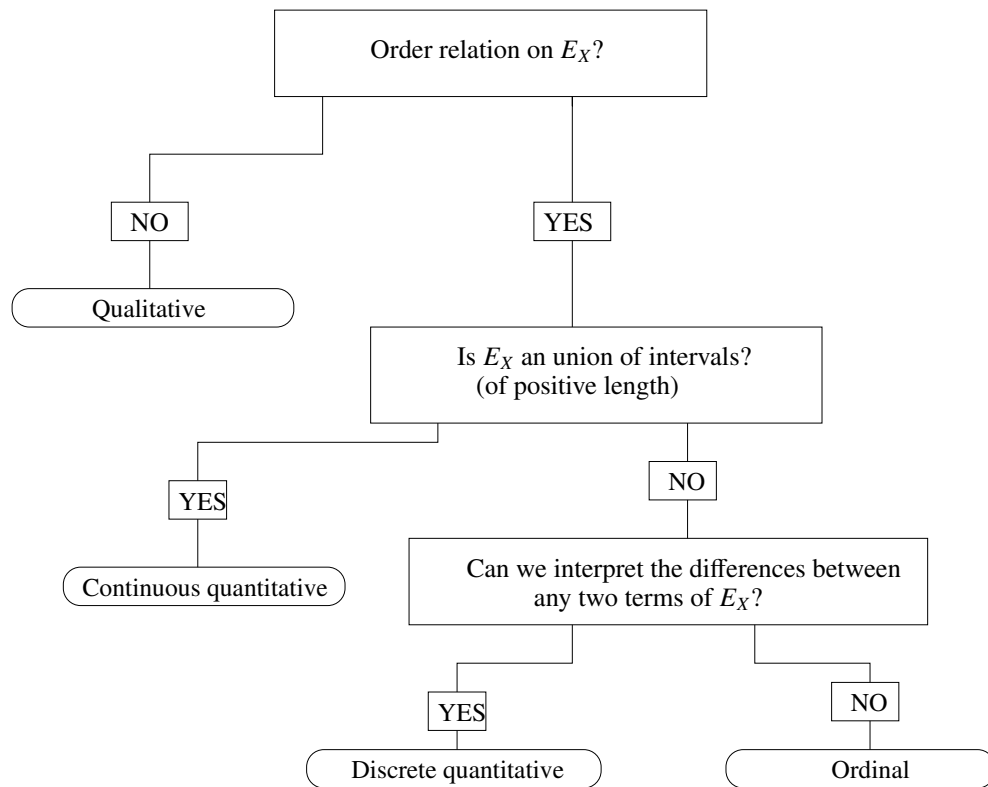 Order relation on E_X?
NO
YES
Qualitative
Is E_X an union of intervals?
(of positive length)
YES
NO
Continuous quantitative
Can we interpret the differences between
any two terms of E_X?
YES
NO
Discrete quantitative
Ordinal